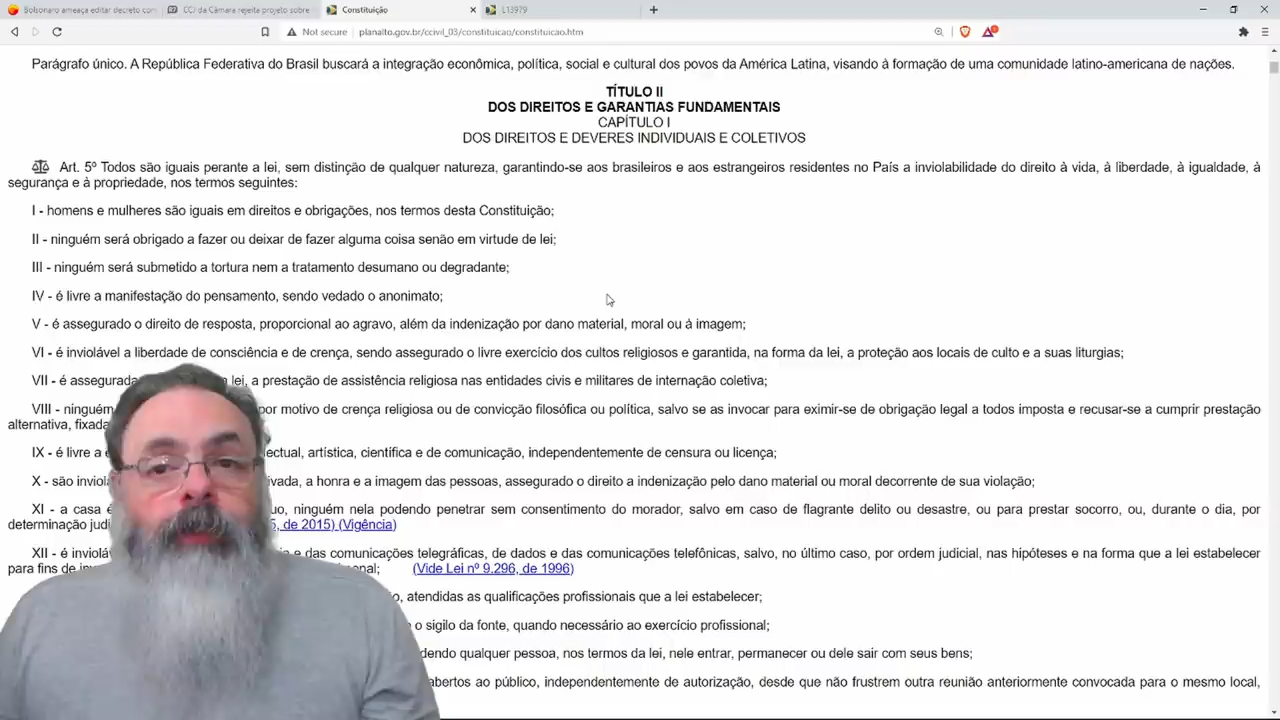 Bolsonaro ameaça editar decreto com
CCJ da Câmara rejeita projeto sobre
Constituição
L13979
Not secure
planalto.gov.br/ccivil_03/constituicao/constituicao.htm
Parágrafo único. A República Federativa do Brasil buscará a integração econômica, política, social e cultural dos povos da América Latina, visando à formação de uma comunidade latino-americana de nações.
TÍTULO II
DOS DIREITOS E GARANTIAS FUNDAMENTAIS
CAPÍTULO I
DOS DIREITOS E DEVERES INDIVIDUAIS E COLETIVOS
Art. 5º Todos são iguais perante a lei, sem distinção de qualquer natureza, garantindo-se aos brasileiros e aos estrangeiros residentes no País a inviolabilidade do direito à vida, à liberdade, à igualdade, à
segurança e à propriedade, nos termos seguintes:
I - homens e mulheres são iguais em direitos e obrigações, nos termos desta Constituição;
II - ninguém será obrigado a fazer ou deixar de fazer alguma coisa senão em virtude de lei;
III - ninguém será submetido a tortura nem a tratamento desumano ou degradante;
IV - é livre a manifestação do pensamento, sendo vedado o anonimato;
V - é assegurado o direito de resposta, proporcional ao agravo, além da indenização por dano material, moral ou à imagem;
VI - é inviolável a liberdade de consciência e de crença, sendo assegurado o livre exercício dos cultos religiosos e garantida, na forma da lei, a proteção aos locais de culto e a suas liturgias;
VII - é assegurada a lei, a prestação de assistência religiosa nas entidades civis e militares de internação coletiva;
VIII - ninguém por motivo de crença religiosa ou de convicção filosófica ou política, salvo se as invocar para eximir-se de obrigação legal a todos imposta e recusar-se a cumprir prestação
alternativa, fixada
IX - é livre a artística, científica e de comunicação, independentemente de censura ou licença;
X - são a honra e a imagem das pessoas, assegurado o direito a indenização pelo dano material ou moral decorrente de sua violação;
XI - a casa ninguém nela podendo penetrar sem consentimento do morador, salvo em caso de flagrante delito ou desastre, ou para prestar socorro, ou, durante o dia, por
determinação de 2015) (Vigência)
XII - é e das comunicações telegráficas, de dados e das comunicações telefônicas, salvo, no último caso, por ordem judicial, nas hipóteses e na forma que a lei estabelecer
para fins de (Vide Lei nº 9.296, de 1996)
atendidas as qualificações profissionais que a lei estabelecer;
o sigilo da fonte, quando necessário ao exercício profissional;
qualquer pessoa, nos termos da lei, nele entrar, permanecer ou dele sair com seus bens;
abertos ao público, independentemente de autorização, desde que não frustrem outra reunião anteriormente convocada para o mesmo local,